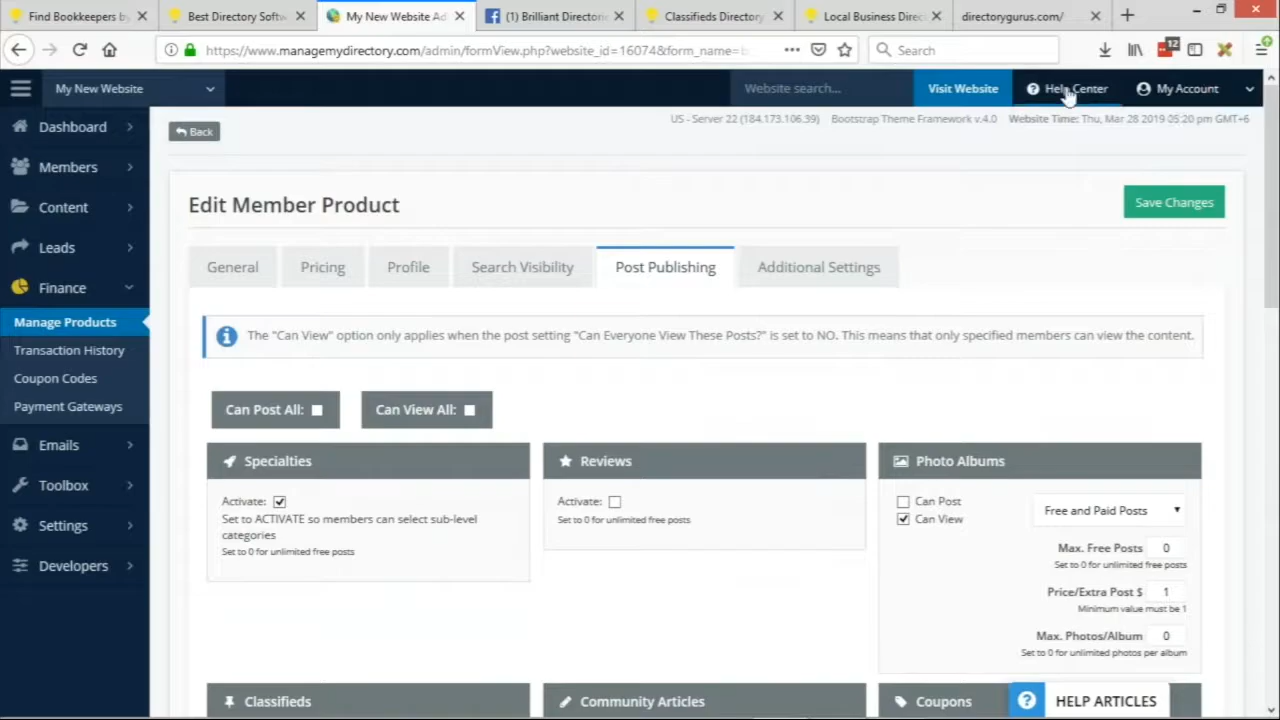 Find Bookkeepers by
Best Directory Softw
My New Website Ad
(1) Brilliant Directorie
Classifieds Directory
Local Business Direc
directorygurus.com/
https://www.managemydirectory.com/admin/formView.php?website_id=16074&form_name=b
Search
12
My New Website
Website search...
Visit Website
Help Center
My Account
US - Server 22 (184.173.106.39) Bootstrap Theme Framework v.4.0 Website Time: Thu, Mar 28 2019 05:20 pm GMT+6
Back
Dashboard
Members
Content
Leads
Finance
Manage Products
Transaction History
Coupon Codes
Payment Gateways
Emails
Toolbox
Settings
Developers
Edit Member Product
Save Changes
General
Pricing
Profile
Search Visibility
Post Publishing
Additional Settings
The "Can View" option only applies when the post setting "Can Everyone View These Posts?" is set to NO. This means that only specified members can view the content.
Can Post All:
Can View All:
Specialties
Activate:
Set to ACTIVATE so members can select sub-level
categories
Set to 0 for unlimited free posts
Reviews
Activate:
Set to 0 for unlimited free posts
Photo Albums
Can Post
Can View
Free and Paid Posts
Max. Free Posts 0
Set to 0 for unlimited free posts
Price/Extra Post $ 1
Minimum value must be 1
Max. Photos/Album 0
Set to 0 for unlimited photos per album
Classifieds
Community Articles
Coupons
HELP ARTICLES